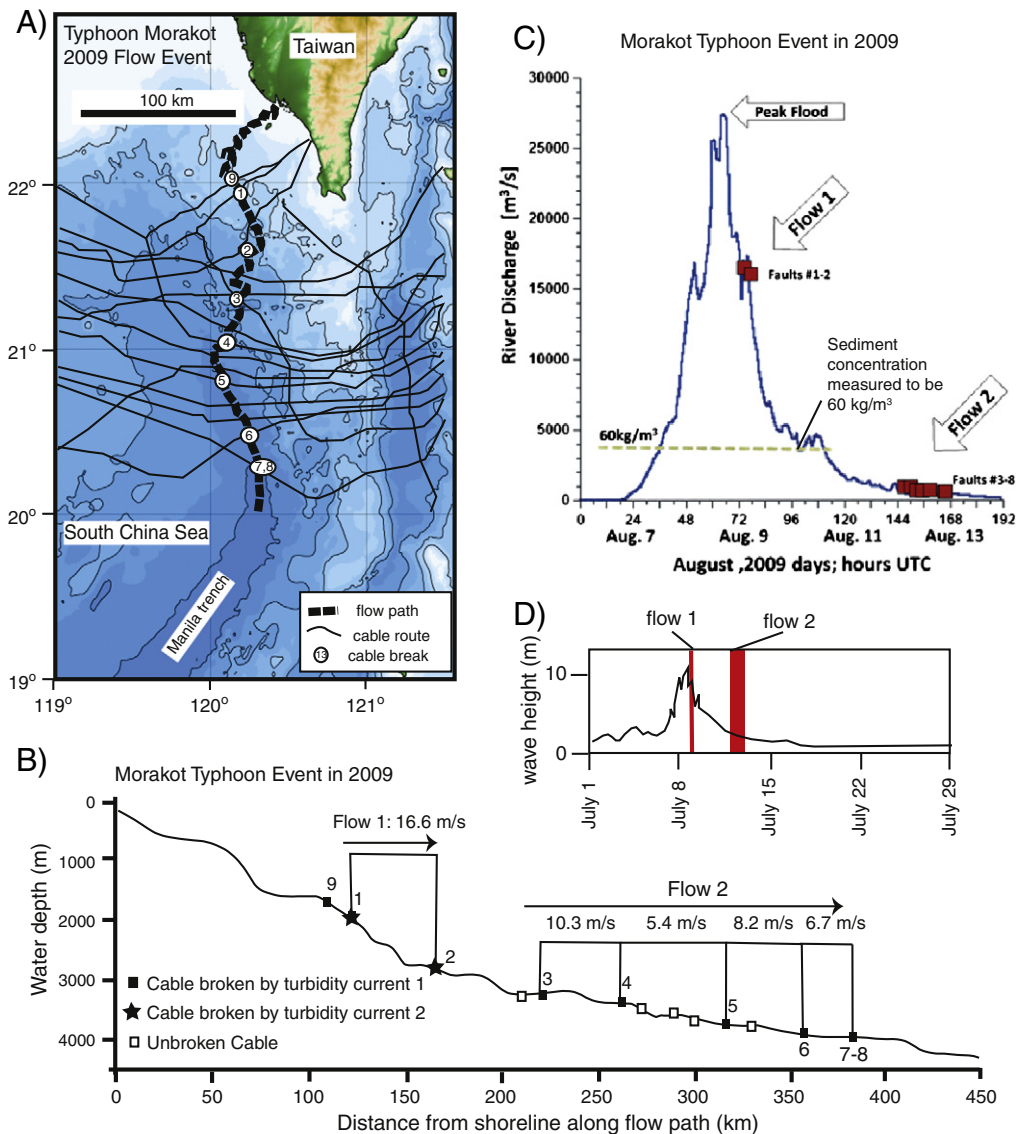 A)
Typhoon Morakot
2009 Flow Event
Taiwan
100 km
22º
21º
20º
19º
119º
120º
121º
9
1
2
3
4
5
6
7,8
South China Sea
Manila trench
flow path
cable route
13
cable break
C)
Morakot Typhoon Event in 2009
River Discharge [m³/s]
30000
25000
20000
15000
10000
5000
0
Peak Flood
Flow 1
Faults #1-2
Sediment
concentration
measured to be
60 kg/m³
60kg/m³
Flow 2
Faults #3-8
0 24 48 72 96 120 144 168 192
Aug. 7 Aug. 9 Aug. 11 Aug. 13
August ,2009 days; hours UTC
D)
flow 1
flow 2
wave height (m)
10
0
July 1
July 8
July 15
July 22
July 29
B)
Morakot Typhoon Event in 2009
Water depth (m)
0
1000
2000
3000
4000
Flow 1: 16.6 m/s
9
1
2
Flow 2
10.3 m/s 5.4 m/s 8.2 m/s 6.7 m/s
3
4
5
6
7-8
Cable broken by turbidity current 1
Cable broken by turbidity current 2
Unbroken Cable
0 50 100 150 200 250 300 350 400 450
Distance from shoreline along flow path (km)